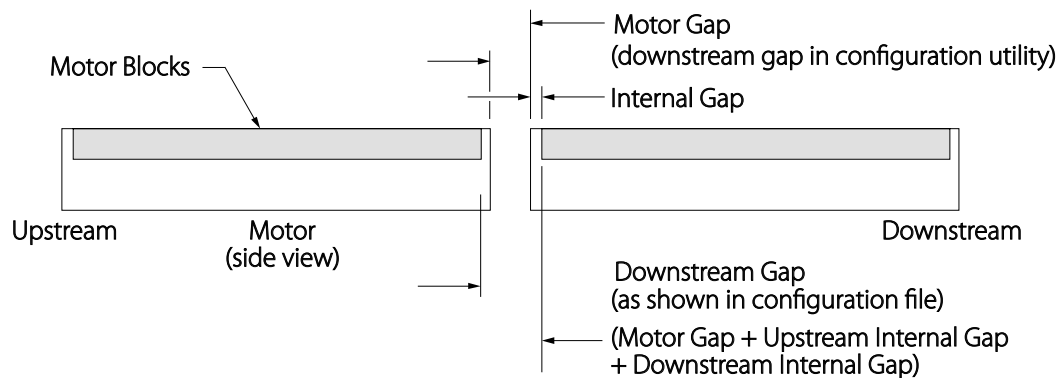 Motor Gap
(downstream gap in configuration utility)
Motor Blocks
Internal Gap
Upstream
Motor
(side view)
Downstream
Downstream Gap
(as shown in configuration file)
(Motor Gap + Upstream Internal Gap
+ Downstream Internal Gap)